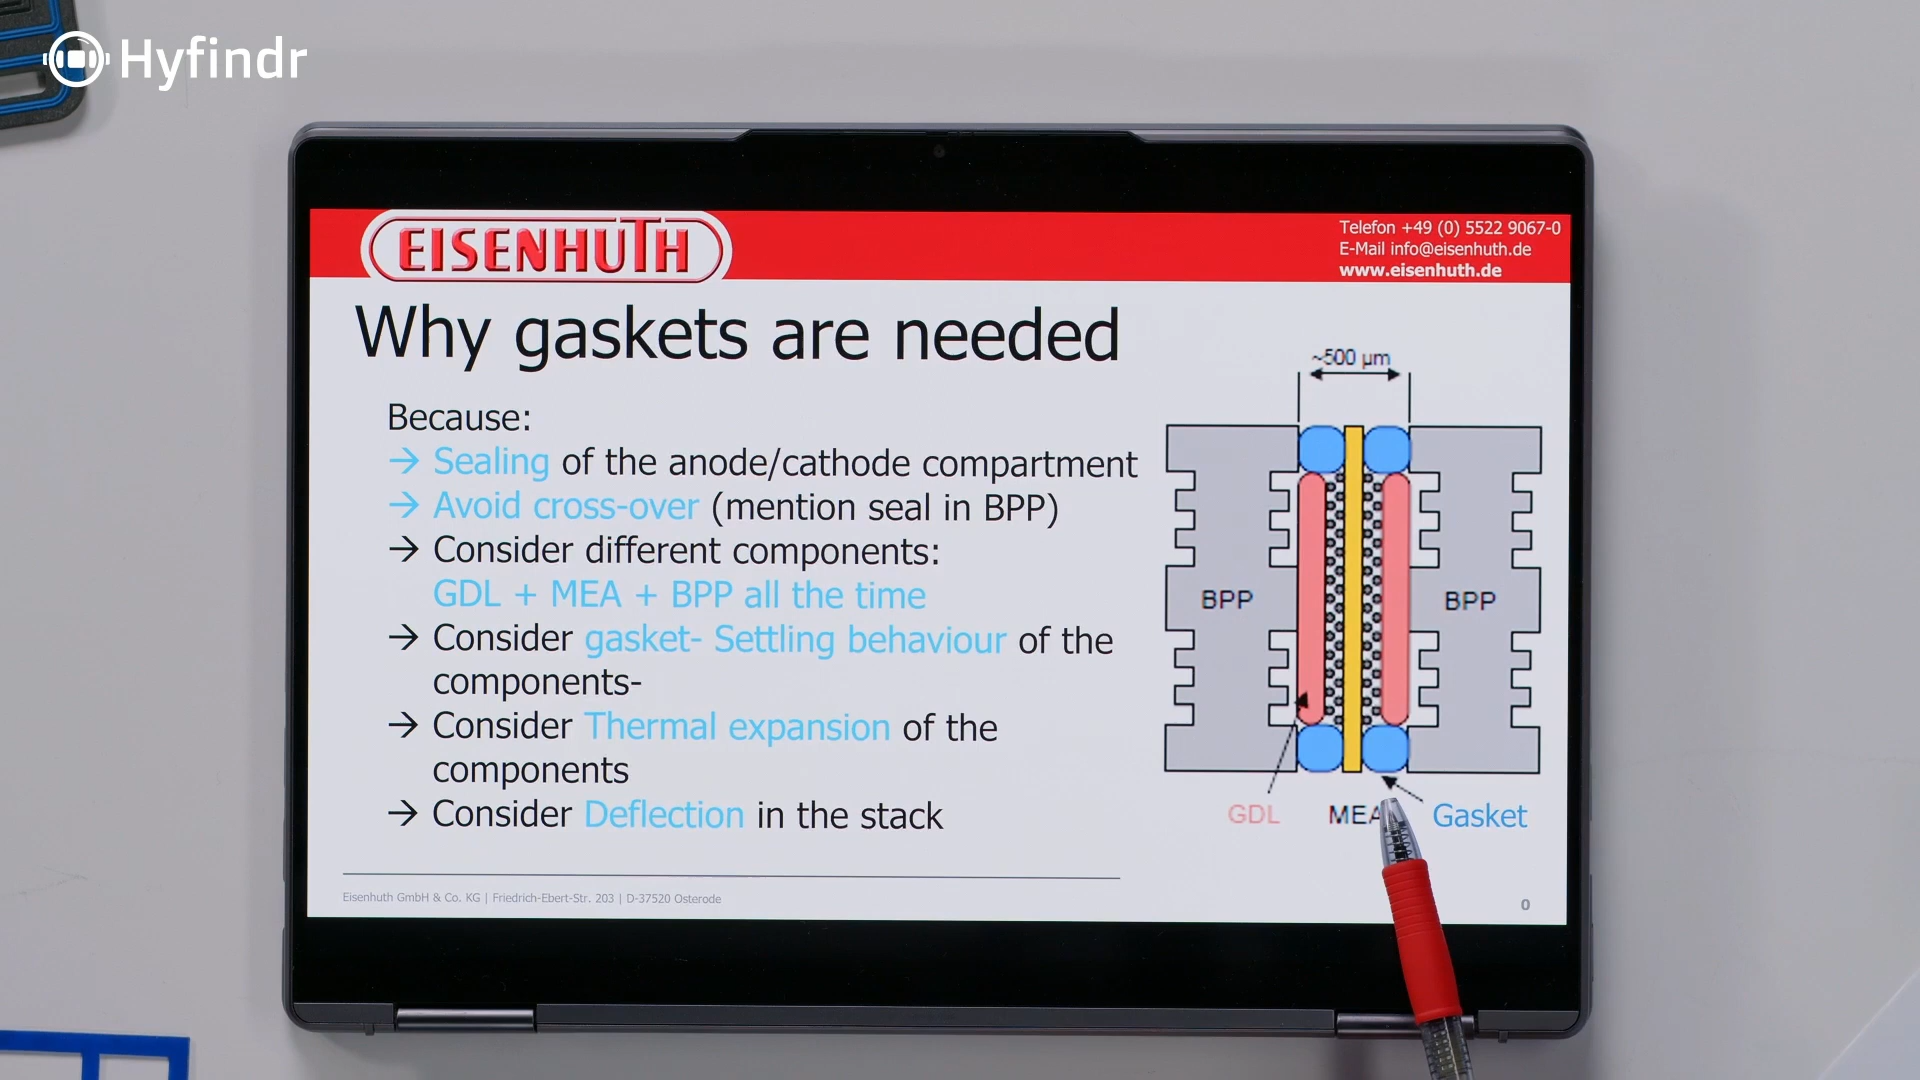 Hyfindr
EISENHUTH
Telefon +49 (0) 5522 9067-0
E-Mail info@eisenhuth.de
www.eisenhuth.de
Why gaskets are needed
Because:
→ Sealing of the anode/cathode compartment
→ Avoid cross-over (mention seal in BPP)
→ Consider different components:
GDL + MEA + BPP all the time
→ Consider gasket- Settling behaviour of the
components-
→ Consider Thermal expansion of the
components
→ Consider Deflection in the stack
~500 µm
BPP
BPP
GDL
MEA
Gasket
Eisenhuth GmbH & Co. KG | Friedrich-Ebert-Str. 203 | D-37520 Osterode
0